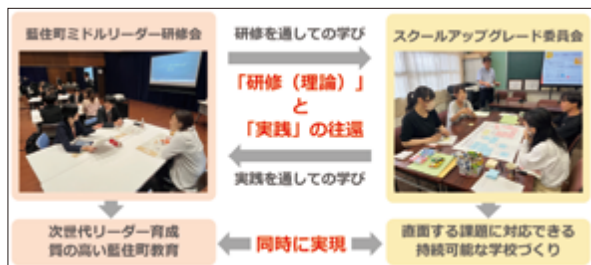 藍住町ミドルリーダー研修会
研修を通しての学び
スクールアップグレード委員会
「研修（理論）」
と
「実践」の往還
実践を通しての学び
次世代リーダー育成
質の高い藍住町教育
同時に実現
直面する課題に対応できる
持続可能な学校づくり